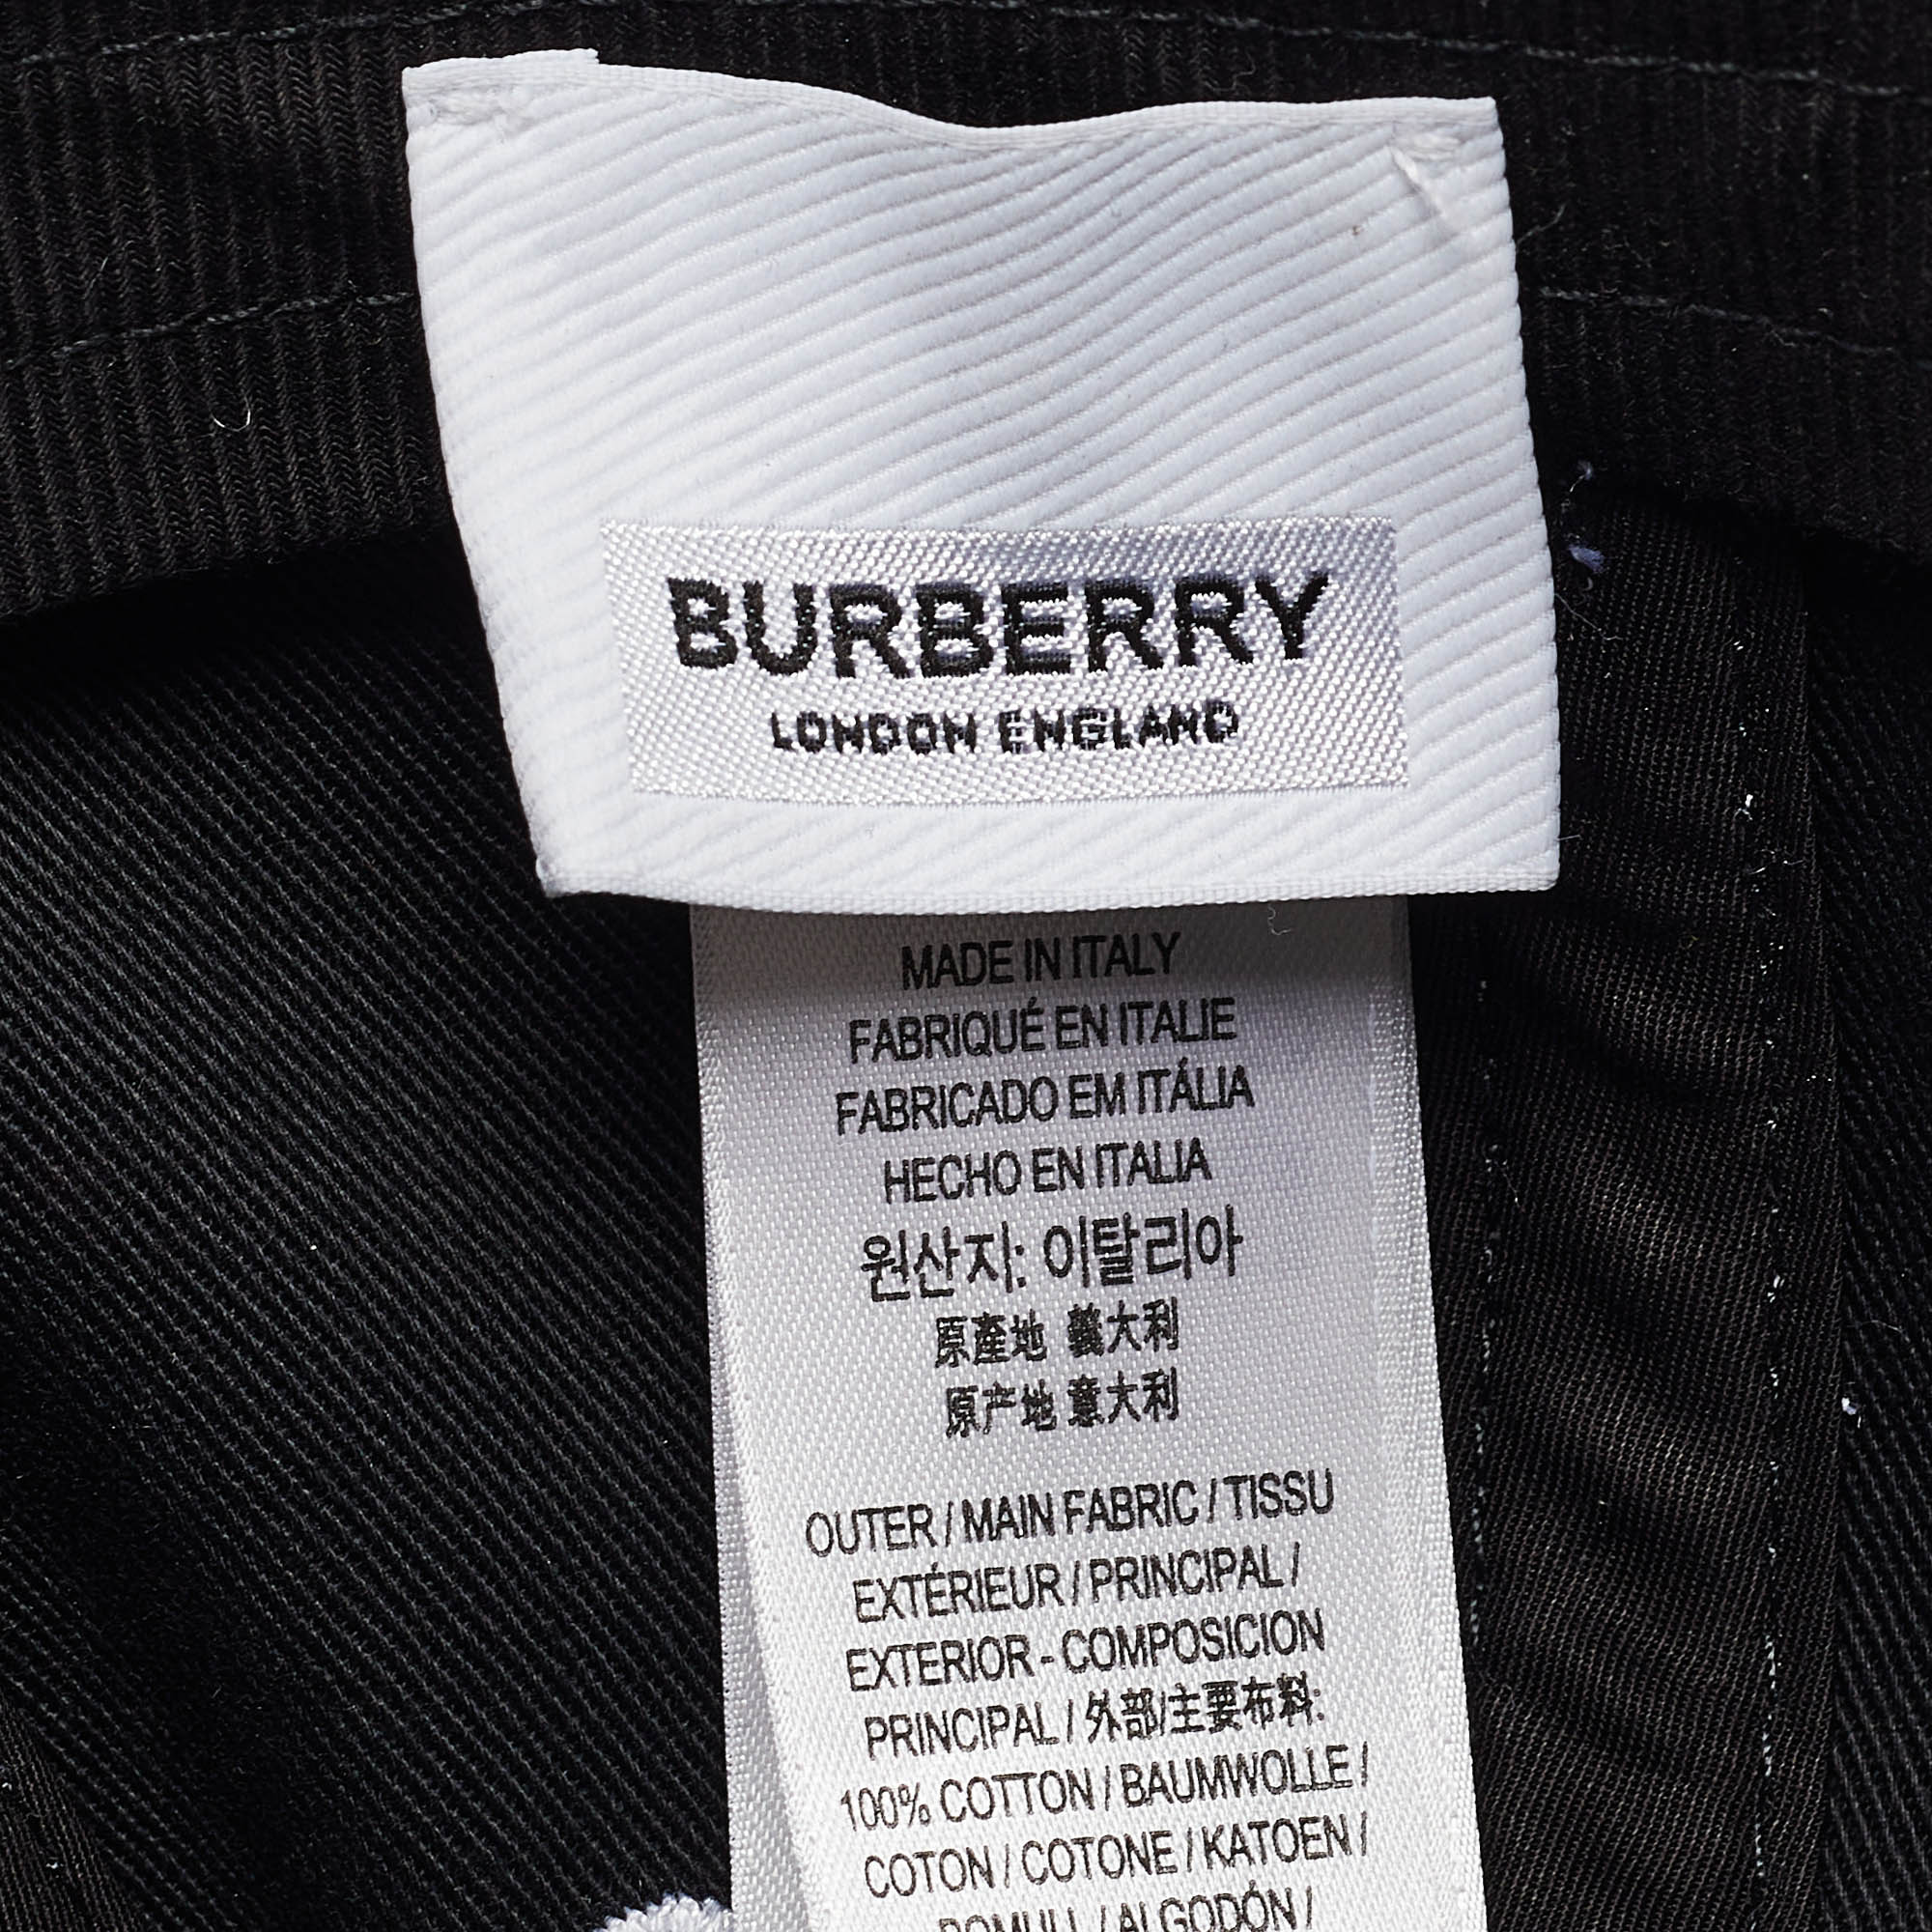 BURBERRY
LONDON ENGLAND
MADE IN ITALY
FABRIQUÉ EN ITALIE
FABRICADO EM ITÁLIA
HECHO EN ITALIA
원산지: 이탈리아
原產地 義大利
原产地 意大利
OUTER / MAIN FABRIC / TISSU
EXTÉRIEUR / PRINCIPAL /
EXTERIOR - COMPOSICION
PRINCIPAL / 外部/主要布料:
100% COTTON / BAUMWOLLE /
COTON / COTONE / KATOEN /
/ ALGODÓN /